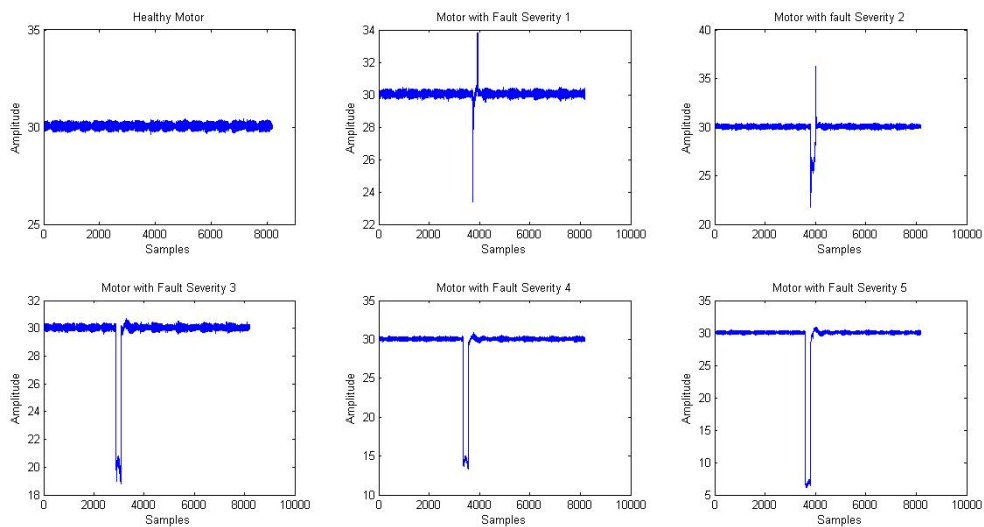 Healthy Motor
35
30
25
Amplitude
0 2000 4000 6000 8000
Samples
Motor with Fault Severity 1
34
32
30
28
26
24
22
Amplitude
0 2000 4000 6000 8000 10000
Samples
Motor with fault Severity 2
40
35
30
25
20
Amplitude
0 2000 4000 6000 8000 10000
Samples
Motor with Fault Severity 3
32
30
28
26
24
22
20
18
Amplitude
0 2000 4000 6000 8000 10000
Samples
Motor with Fault Severity 4
35
30
25
20
15
10
Amplitude
0 2000 4000 6000 8000 10000
Samples
Motor with Fault Severity 5
35
30
25
20
15
10
5
Amplitude
0 2000 4000 6000 8000 10000
Samples